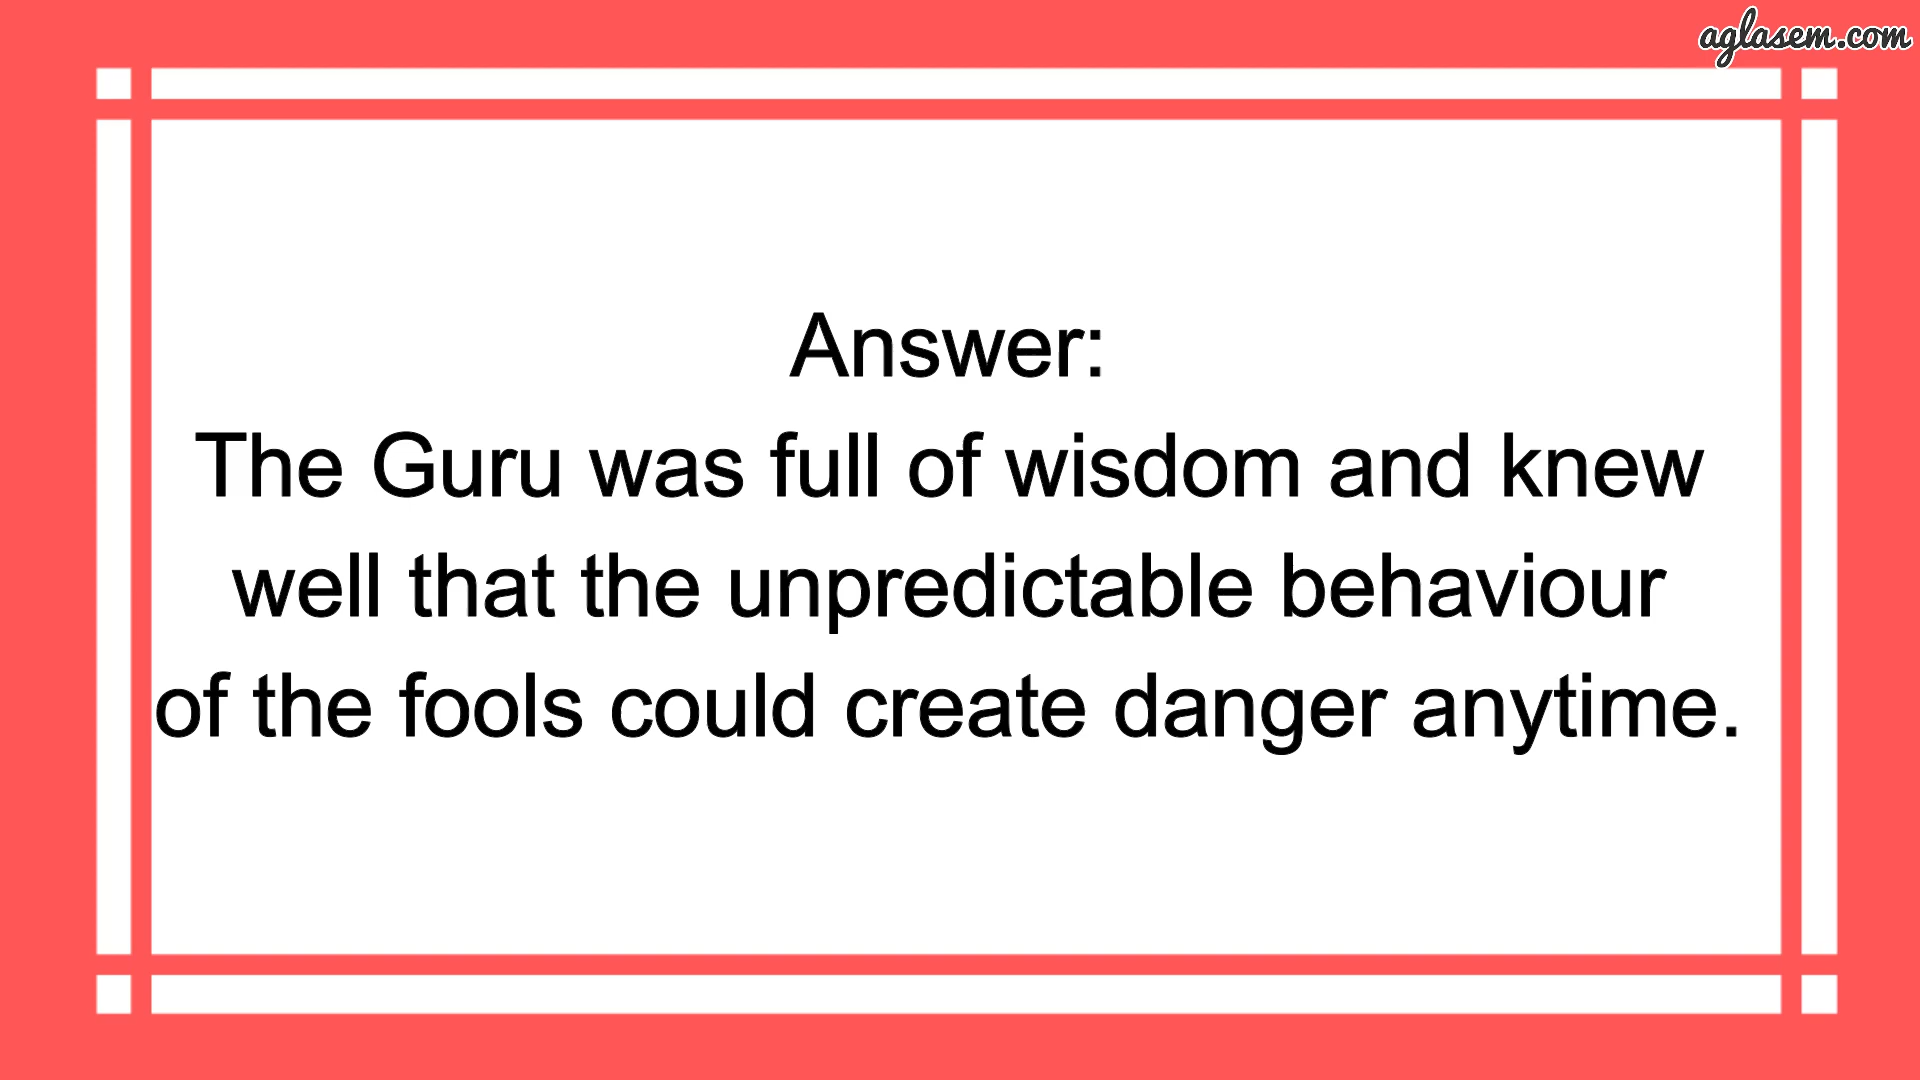 aglasem.com
Answer:
The Guru was full of wisdom and knew
well that the unpredictable behaviour
of the fools could create danger anytime.